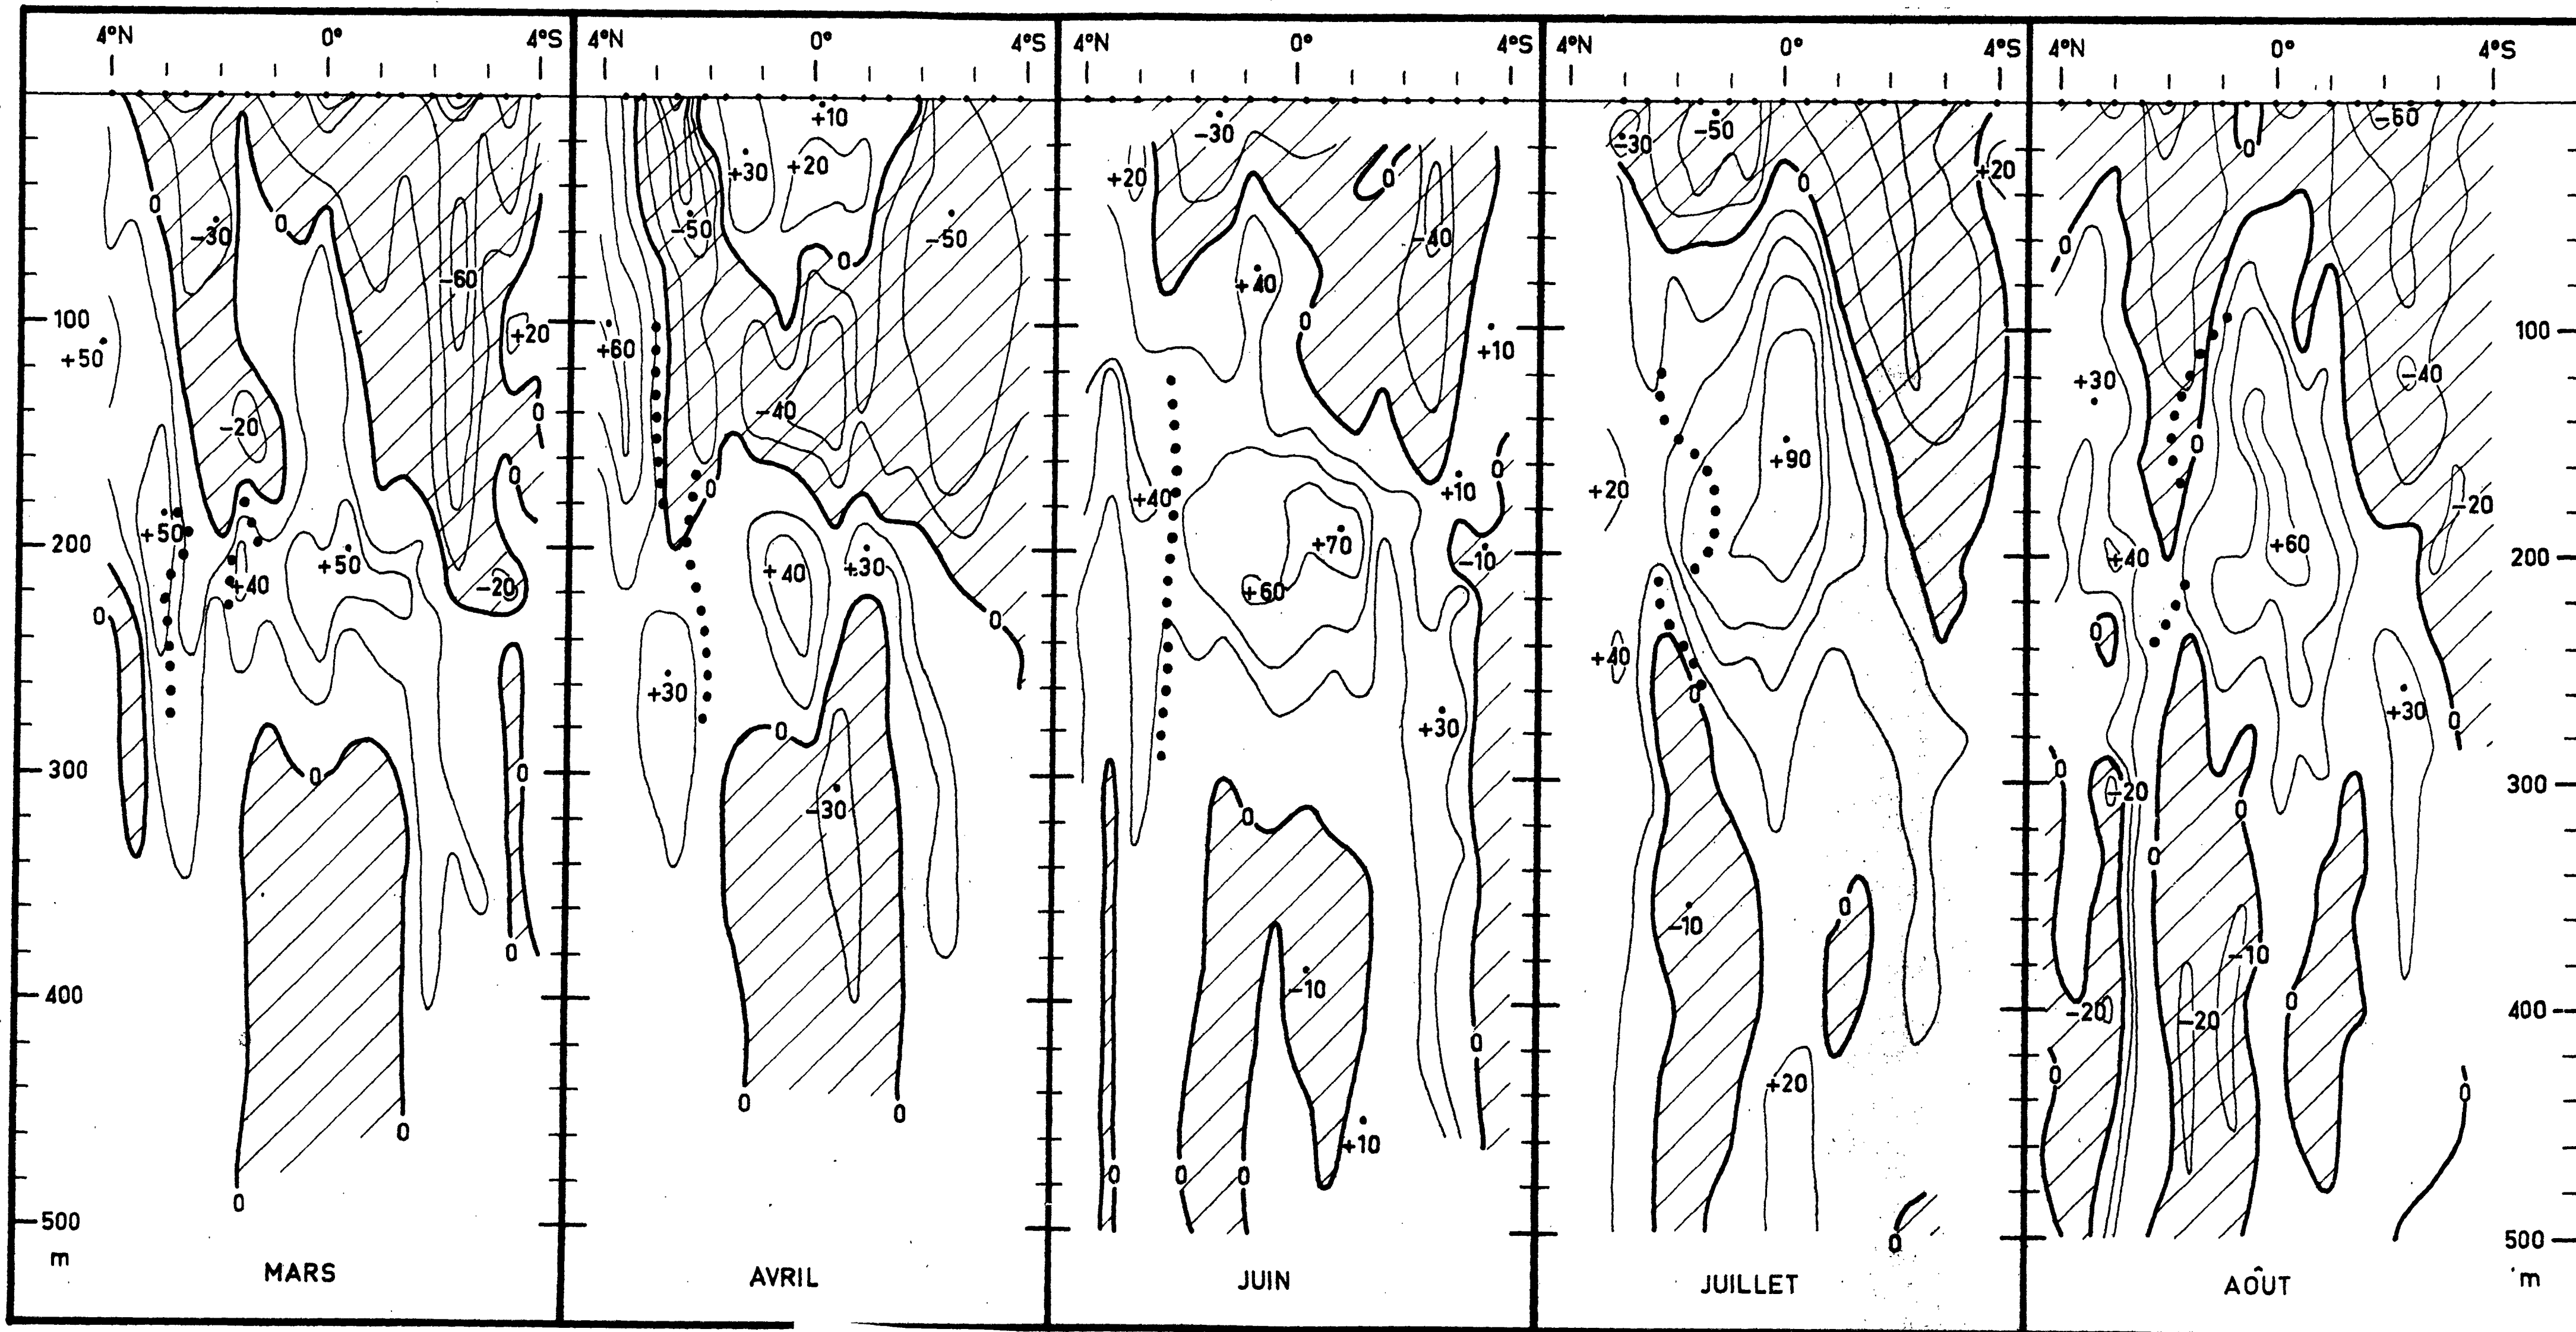 4°N 0° 4°S 4°N 0° 4°S 4°N 0° 4°S 4°N 0° 4°S 4°N 0° 4°S
0 -30 0 -60 +50 -20 +20 0 0 +50 +40 +50 -20 0 0 0 0 0 0
+10 +30 +20 -50 -50 0 +60 -40 0 +40 +30 0 +30 0 -30 0 0
-30 +20 0 -40 +40 0 +10 +40 +10 0 +70 -10 +60 +30 0 -10 0 +10 0 0 0
-30 -50 +20 0 +90 +20 +40 0 -10 0 +20 0
-60 0 0 +30 -40 0 -20 +40 +60 0 +30 0 0 -20 0 0 -10 0 -20 -20 0 0
100
200
300
400
500
m
100
200
300
400
500
m
MARS AVRIL JUIN JUILLET AOÛT